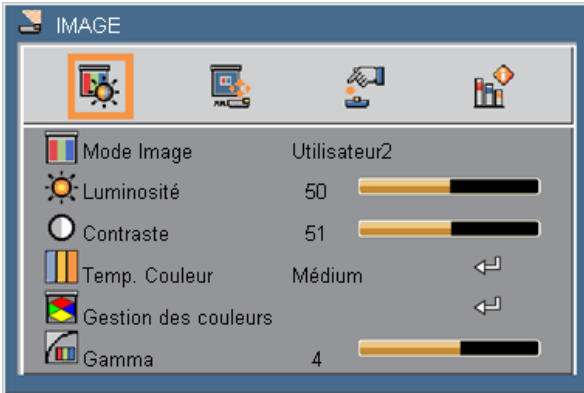 IMAGE
Mode Image Utilisateur2
Luminosité 50
Contraste 51
Temp. Couleur Médium
Gestion des couleurs
Gamma 4